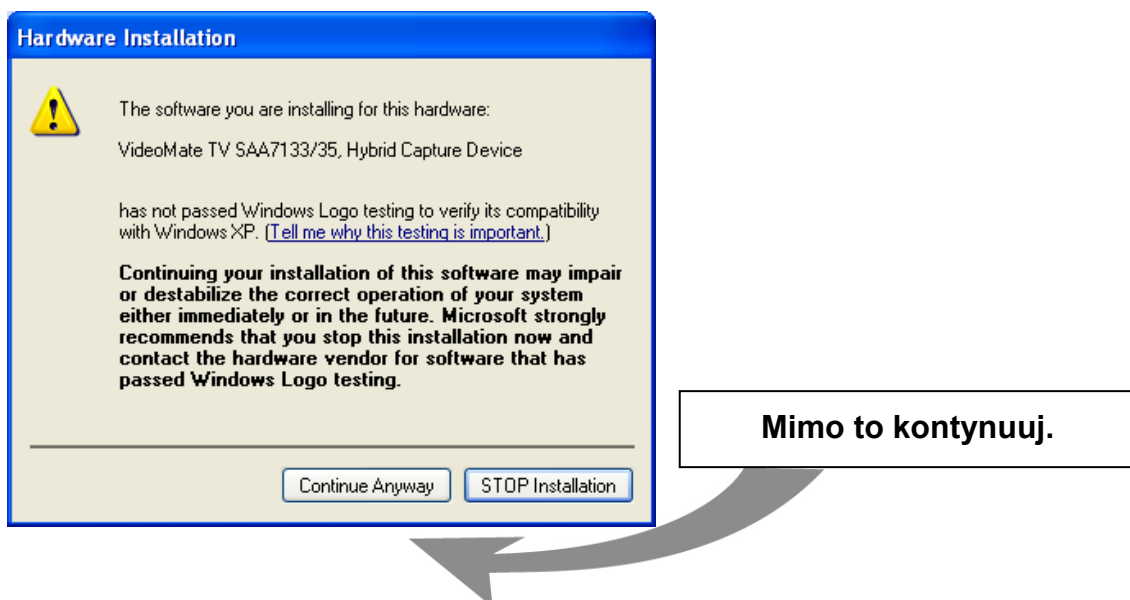 Hardware Installation
The software you are installing for this hardware:
VideoMate TV SAA7133/35, Hybrid Capture Device
has not passed Windows Logo testing to verify its compatibility
with Windows XP. (Tell me why this testing is important.)
Continuing your installation of this software may impair
or destabilize the correct operation of your system
either immediately or in the future. Microsoft strongly
recommends that you stop this installation now and
contact the hardware vendor for software that has
passed Windows Logo testing.
Mimo to kontynuuj.
Continue Anyway
STOP Installation